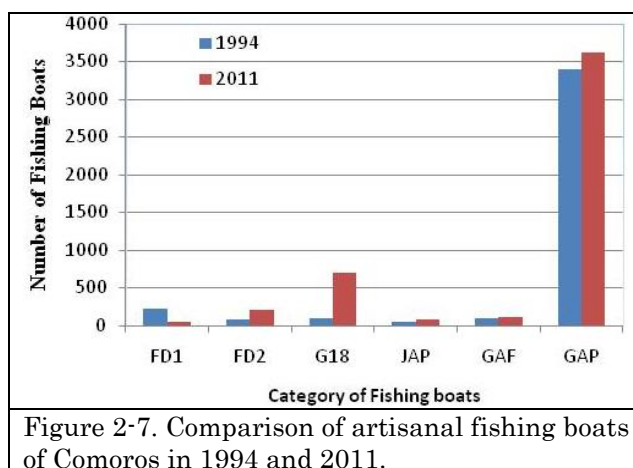 4000
3500
3000
2500
2000
1500
1000
500
0
Number of Fishing Boats
1994
2011
FD1 FD2 G18 JAP GAF GAP
Category of Fishing boats
Figure 2-7. Comparison of artisanal fishing boats
of Comoros in 1994 and 2011.